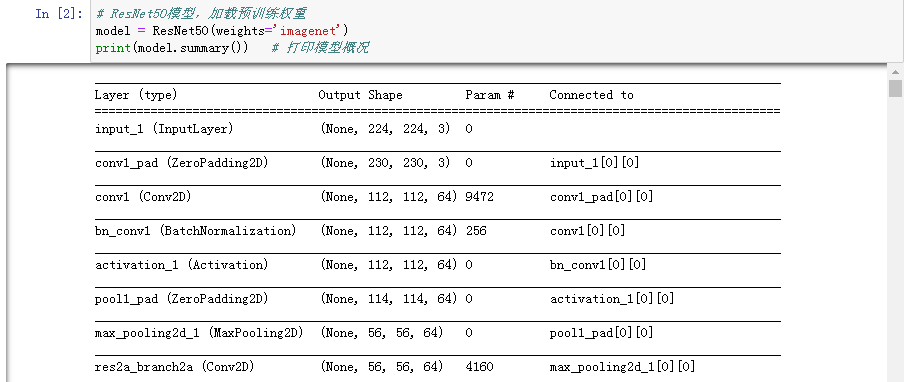 In [2]: # ResNet50模型，加载预训练权重
model = ResNet50(weights='imagenet')
print(model.summary())   # 打印模型概况
Layer (type) Output Shape Param # Connected to
==================================================================================================
input_1 (InputLayer) (None, 224, 224, 3) 0
conv1_pad (ZeroPadding2D) (None, 230, 230, 3) 0 input_1[0][0]
conv1 (Conv2D) (None, 112, 112, 64) 9472 conv1_pad[0][0]
bn_conv1 (BatchNormalization) (None, 112, 112, 64) 256 conv1[0][0]
activation_1 (Activation) (None, 112, 112, 64) 0 bn_conv1[0][0]
pool1_pad (ZeroPadding2D) (None, 114, 114, 64) 0 activation_1[0][0]
max_pooling2d_1 (MaxPooling2D) (None, 56, 56, 64) 0 pool1_pad[0][0]
res2a_branch2a (Conv2D) (None, 56, 56, 64) 4160 max_pooling2d_1[0][0]